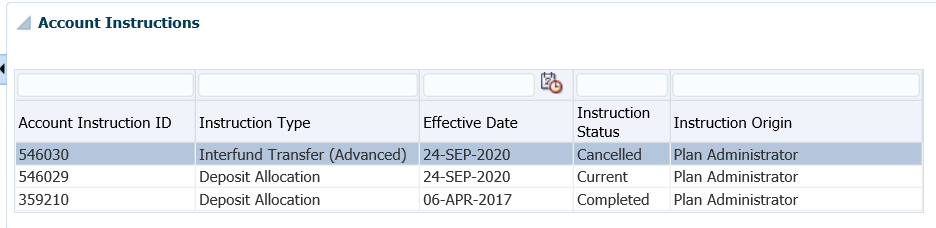 Account Instructions
Account Instruction ID Instruction Type Effective Date Instruction Status Instruction Origin
546030 Interfund Transfer (Advanced) 24-SEP-2020 Cancelled Plan Administrator
546029 Deposit Allocation 24-SEP-2020 Current Plan Administrator
359210 Deposit Allocation 06-APR-2017 Completed Plan Administrator